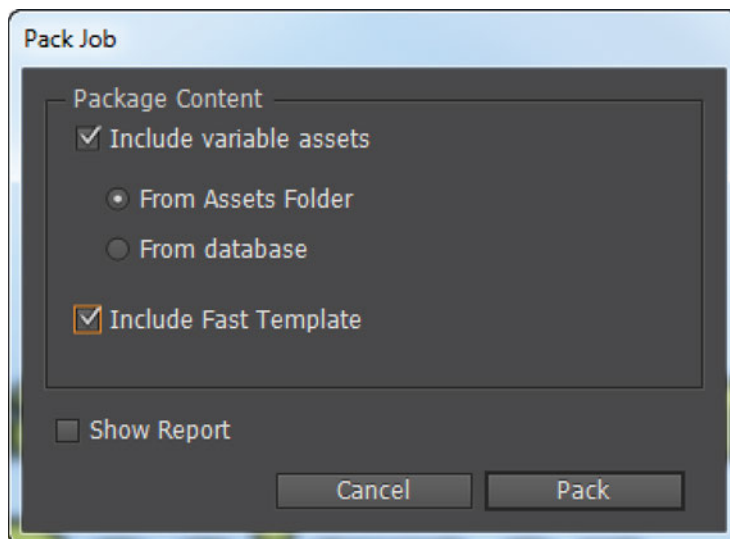 Pack Job
Package Content
Include variable assets
From Assets Folder
From database
Include Fast Template
Show Report
Cancel
Pack